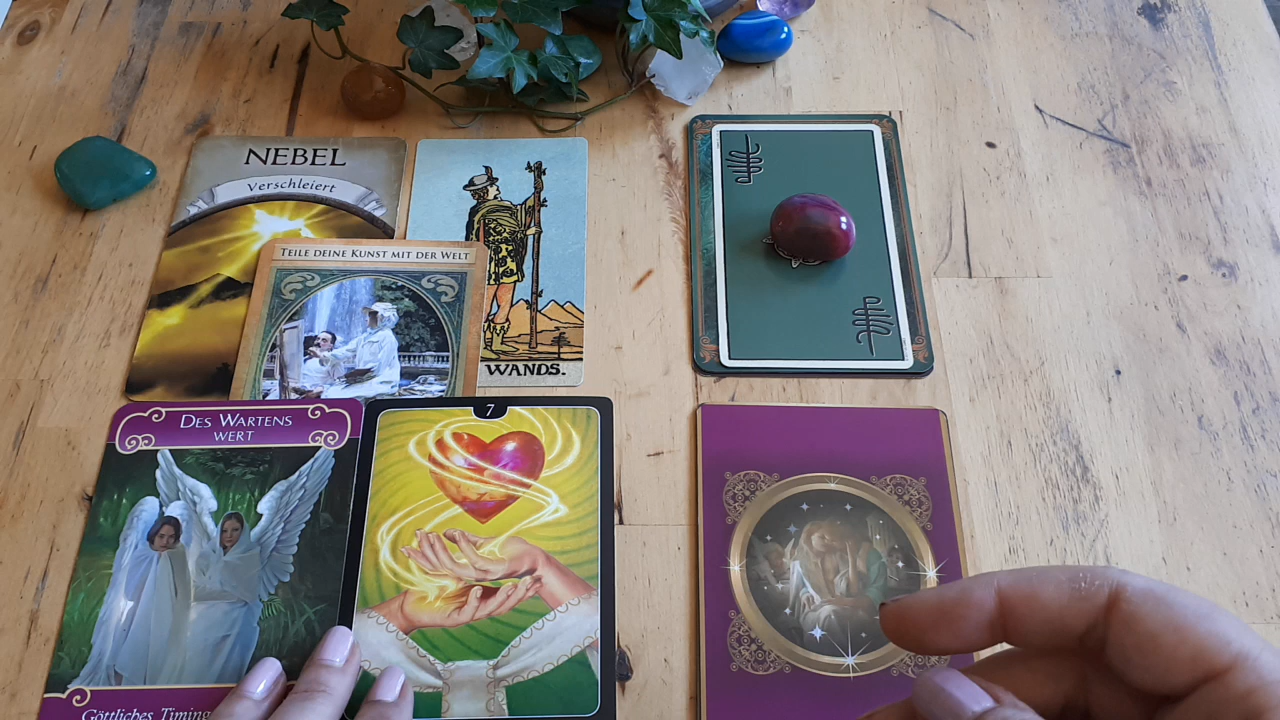 NEBEL
Verschleiert
TEILE DEINE KUNST MIT DER WELT
WANDS.
DES WARTENS
WERT
Göttliches Timing
7